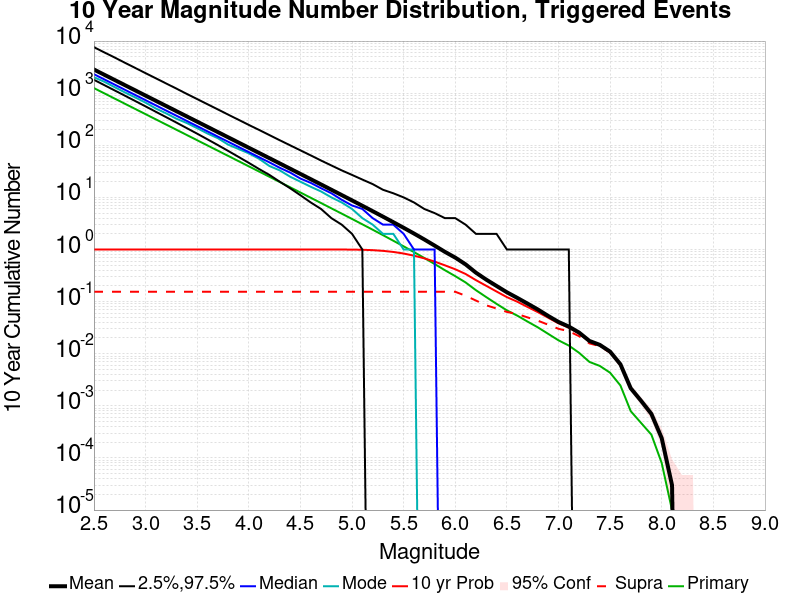 10 Year Magnitude Number Distribution, Triggered Events
10 Year Cumulative Number
10^4
10^3
10^2
10^1
10^0
10^-1
10^-2
10^-3
10^-4
10^-5
2.5 3.0 3.5 4.0 4.5 5.0 5.5 6.0 6.5 7.0 7.5 8.0 8.5 9.0
Magnitude
Mean 2.5%,97.5% Median Mode 10 yr Prob 95% Conf Supra Primary